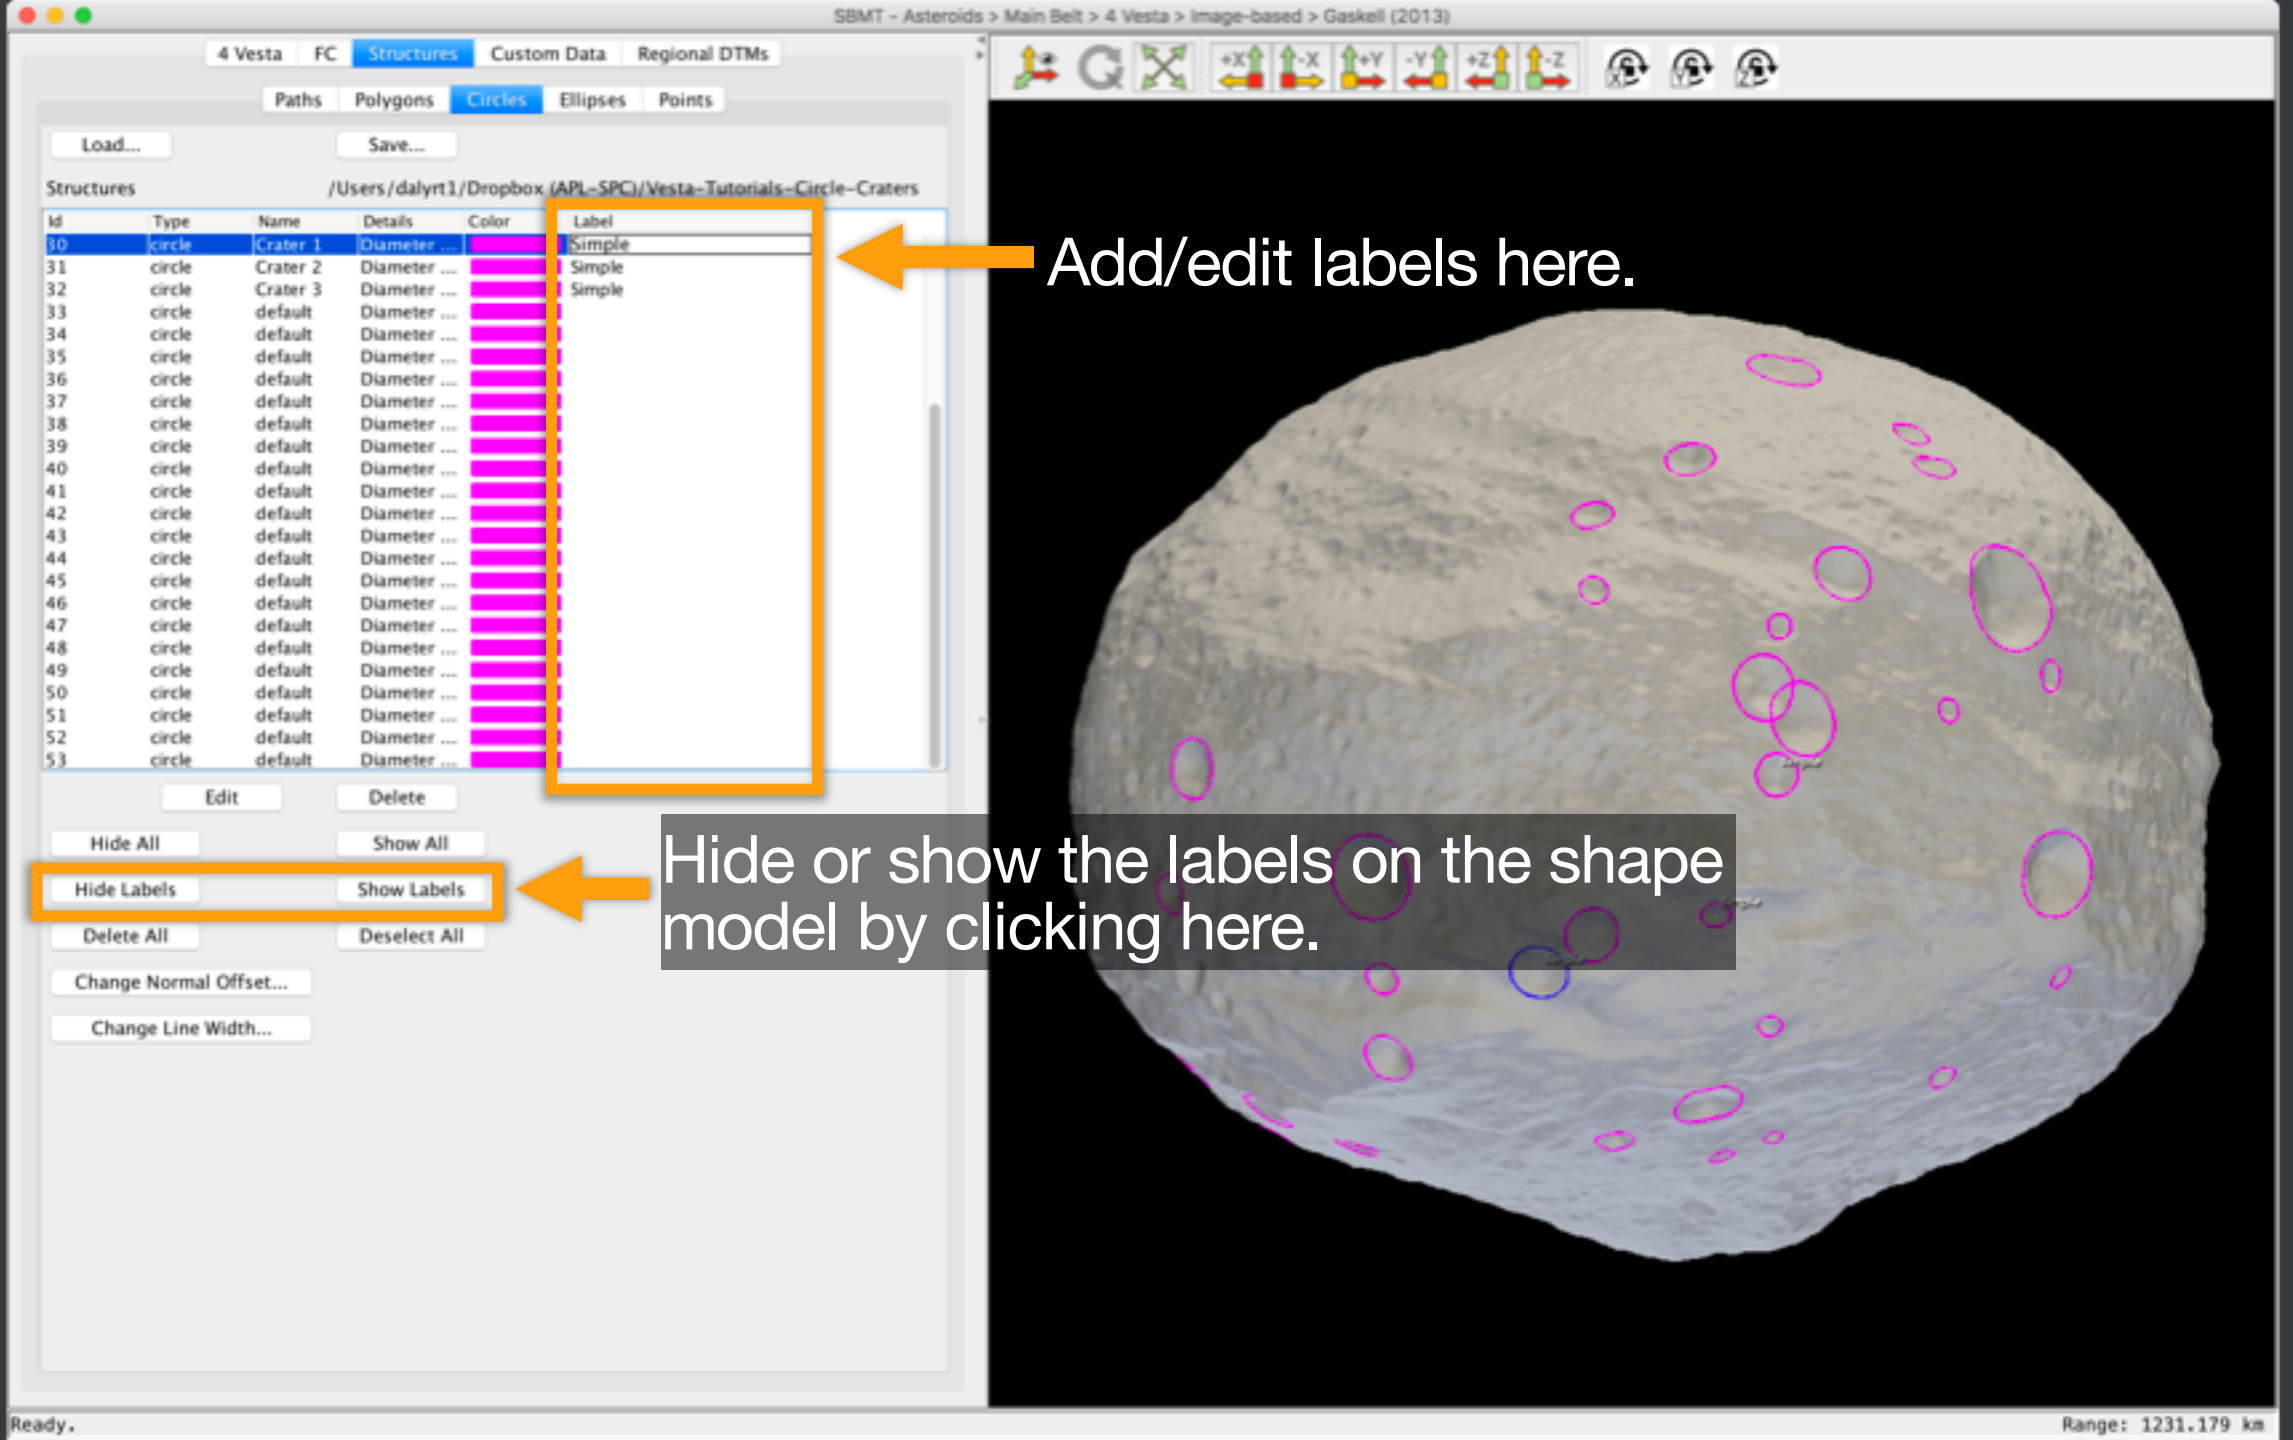 SBMT - Asteroids > Main Belt > 4 Vesta > Image-based > Gaskell (2013)
4 Vesta FC Structures Custom Data Regional DTMs
Paths Polygons Circles Ellipses Points
+X -X +Y -Y +Z -Z X Y Z
Load... Save...
Structures /Users/dalyrt1/Dropbox (APL-SPC)/Vesta-Tutorials-Circle-Craters
Id Type Name Details Color Label
30 circle Crater 1 Diameter ... Simple
31 circle Crater 2 Diameter ... Simple
32 circle Crater 3 Diameter ... Simple
33 circle default Diameter ...
34 circle default Diameter ...
35 circle default Diameter ...
36 circle default Diameter ...
37 circle default Diameter ...
38 circle default Diameter ...
39 circle default Diameter ...
40 circle default Diameter ...
41 circle default Diameter ...
42 circle default Diameter ...
43 circle default Diameter ...
44 circle default Diameter ...
45 circle default Diameter ...
46 circle default Diameter ...
47 circle default Diameter ...
48 circle default Diameter ...
49 circle default Diameter ...
50 circle default Diameter ...
51 circle default Diameter ...
52 circle default Diameter ...
53 circle default Diameter ...
Add/edit labels here.
Edit Delete
Hide All Show All
Hide Labels Show Labels
Delete All Deselect All
Change Normal Offset...
Change Line Width...
Hide or show the labels on the shape
model by clicking here.
Simple
Simple
Simple
Ready.
Range: 1231.179 km